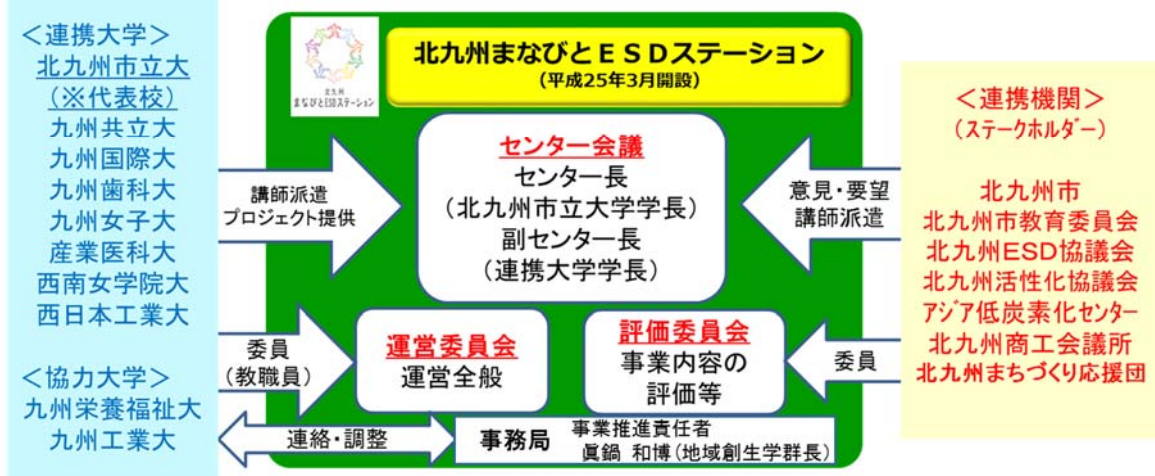 ＜連携大学＞
北九州市立大
（※代表校）
九州共立大
九州国際大
九州歯科大
九州女子大
産業医科大
西南女学院大
西日本工業大
＜協力大学＞
九州栄養福祉大
九州工業大
北九州
まなびとESDステーション
北九州まなびとＥＳＤステーション
(平成25年3月開設)
センター会議
センター長
（北九州市立大学学長）
副センター長
（連携大学学長）
講師派遣
プロジェクト提供
意見・要望
講師派遣
委員
（教職員）
運営委員会
運営全般
評価委員会
事業内容の
評価等
委員
連絡・調整
事務局
事業推進責任者
眞鍋 和博(地域創生学群長)
＜連携機関＞
（ステークホルダー）
北九州市
北九州市教育委員会
北九州ESD協議会
北九州活性化協議会
アジア低炭素化センター
北九州商工会議所
北九州まちづくり応援団